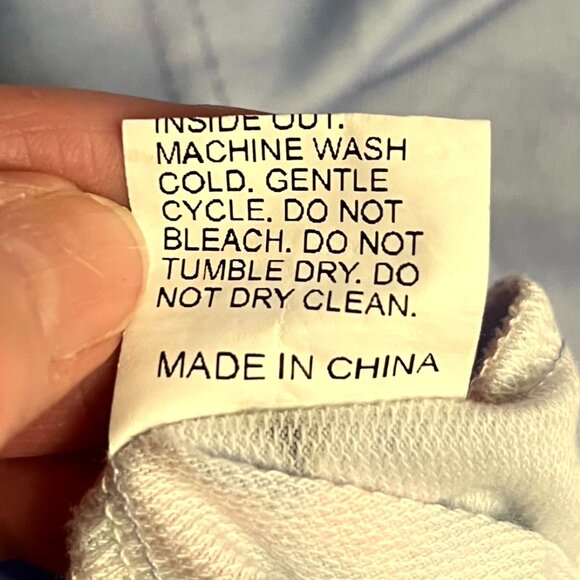 INSIDE OUT.
MACHINE WASH
COLD. GENTLE
CYCLE. DO NOT
BLEACH. DO NOT
TUMBLE DRY. DO
NOT DRY CLEAN.
MADE IN CHINA